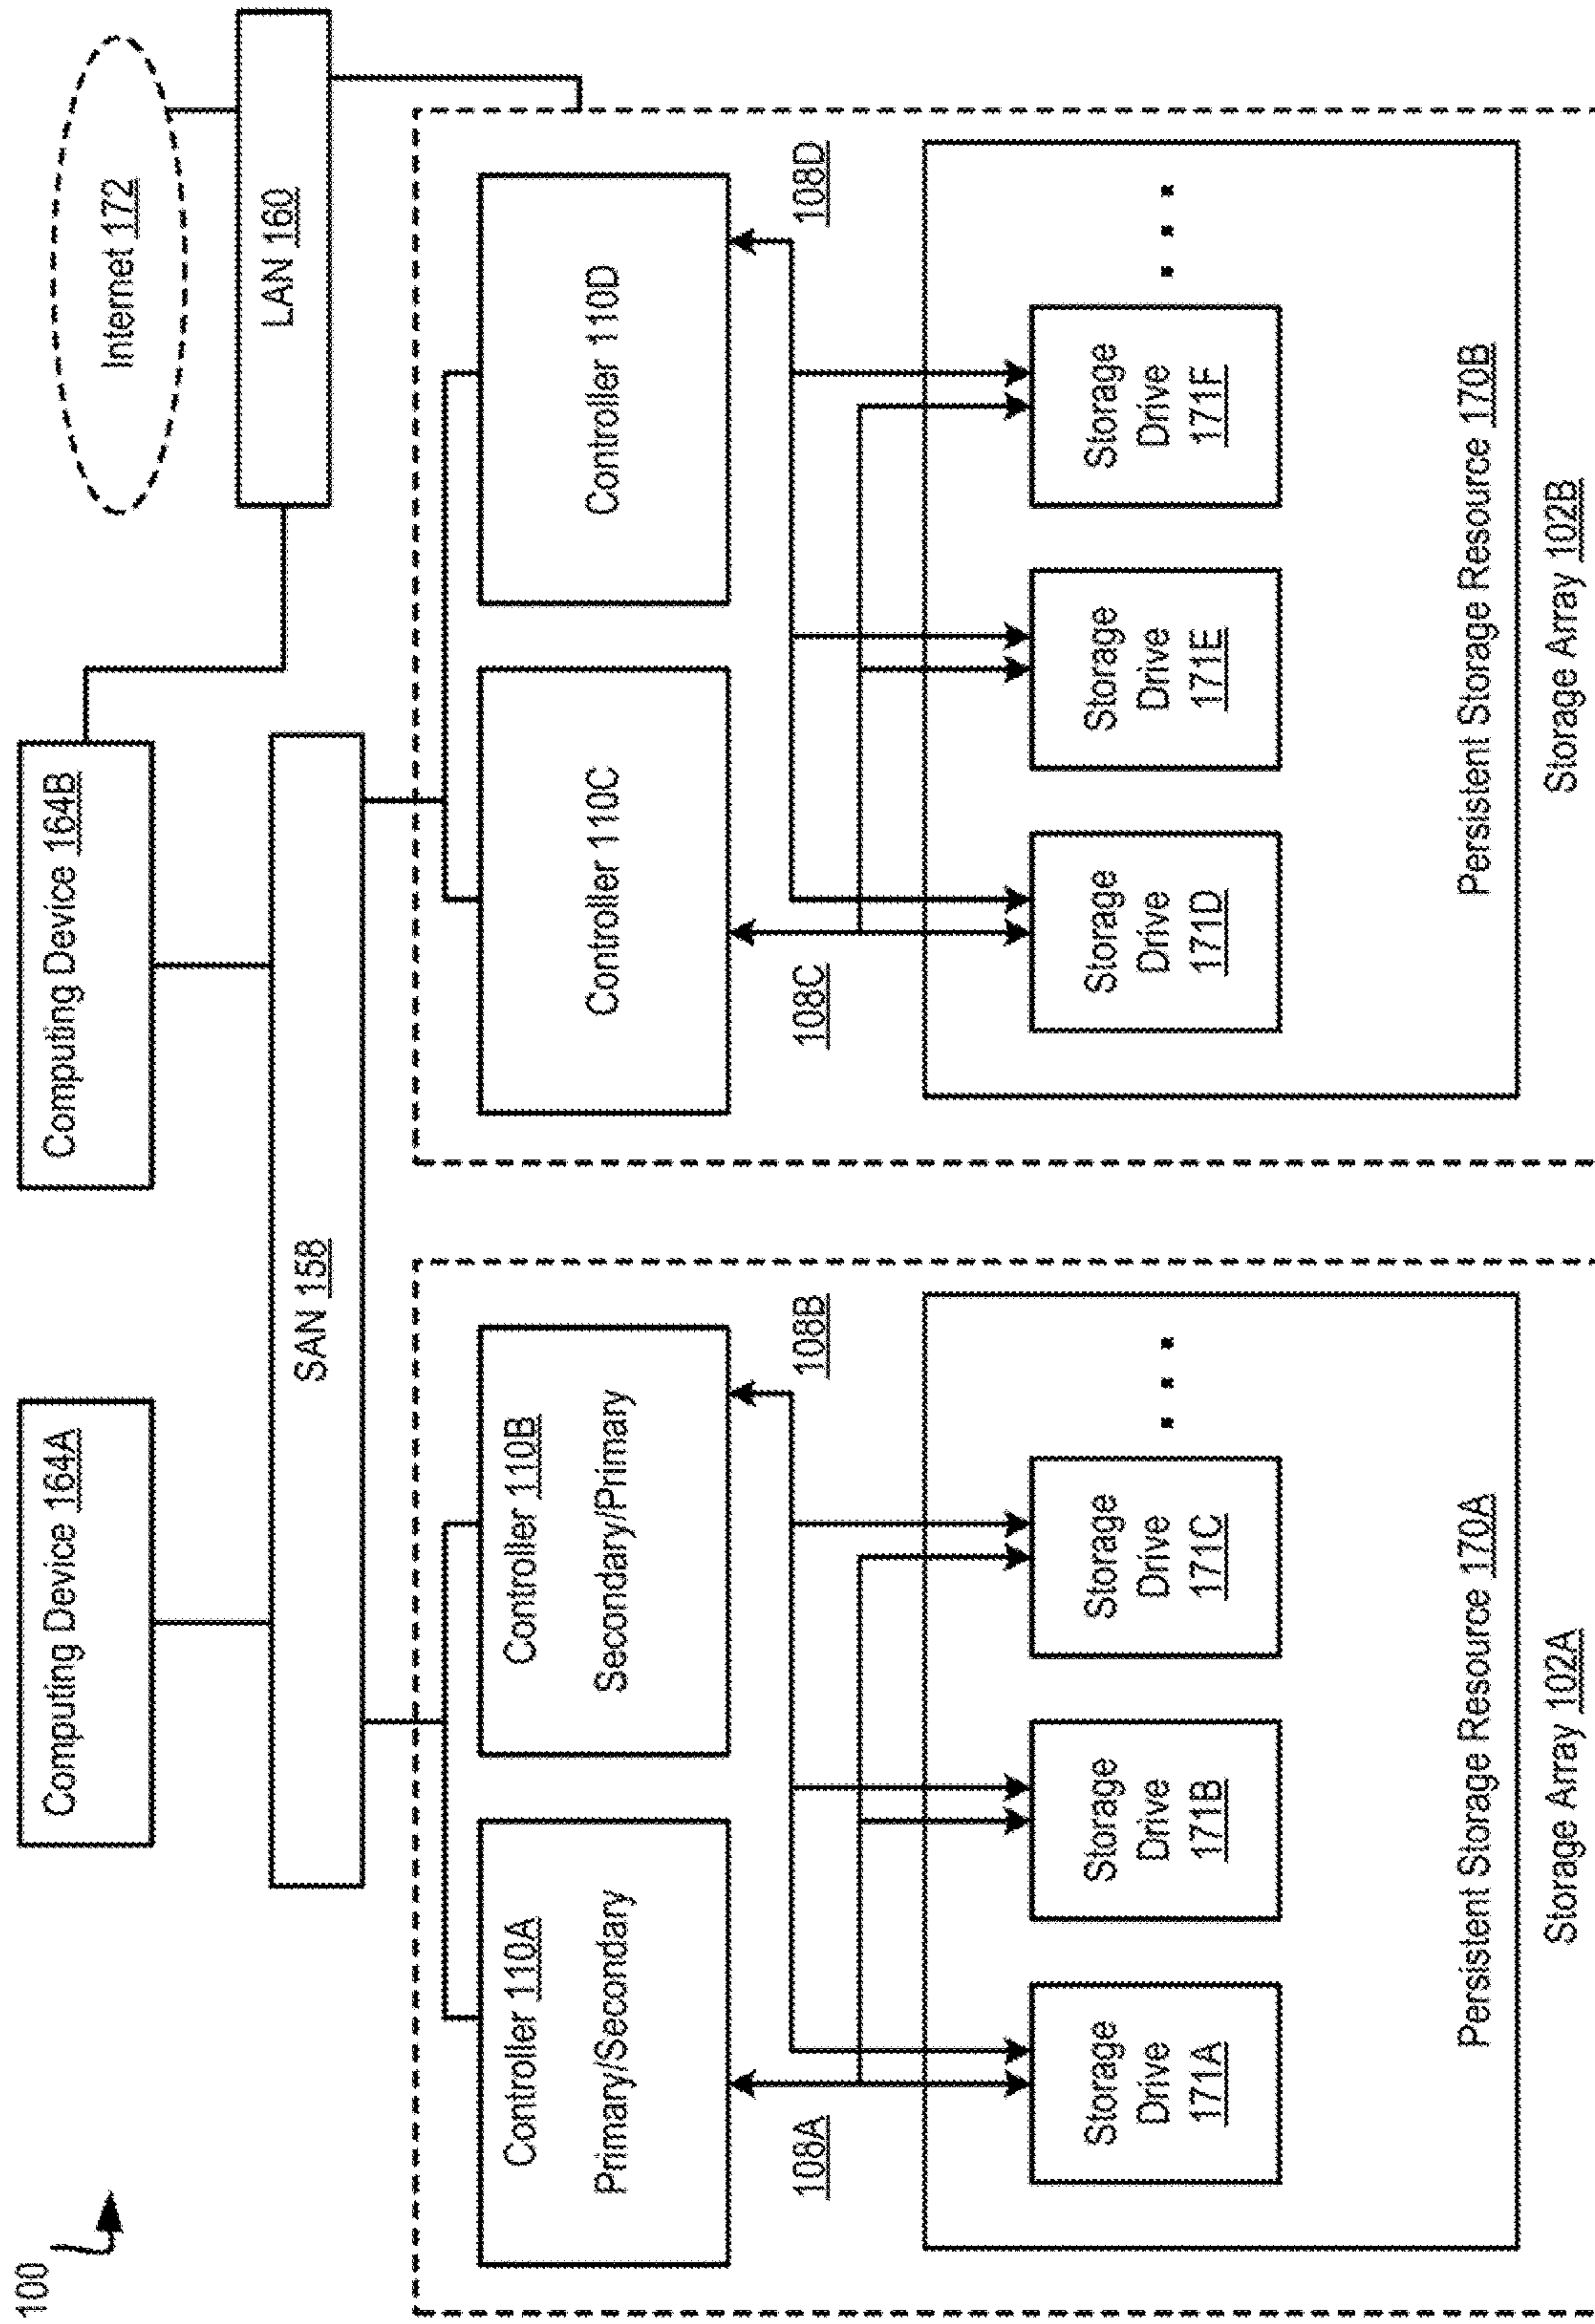 100
Computing Device 164A
Computing Device 164B
Internet 172
SAN 158
LAN 160
Controller 110A
Primary/Secondary
Controller 110B
Secondary/Primary
Controller 110C
Controller 110D
108A
108B
108C
108D
Storage
Drive
171A
Storage
Drive
171B
Storage
Drive
171C
Storage
Drive
171D
Storage
Drive
171E
Storage
Drive
171F
Persistent Storage Resource 170A
Persistent Storage Resource 170B
Storage Array 102A
Storage Array 102B